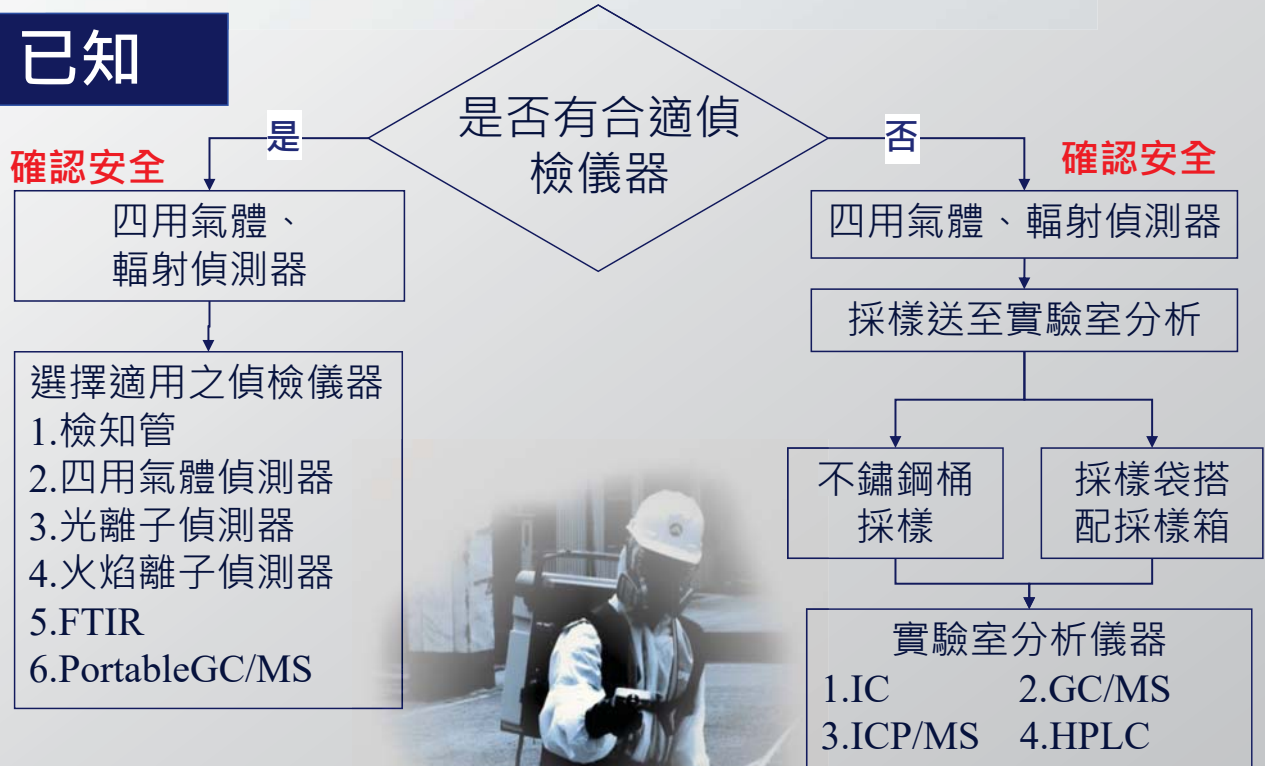 已知
是否有合適偵
檢儀器
是
否
確認安全
確認安全
四用氣體、
輻射偵測器
四用氣體、輻射偵測器
採樣送至實驗室分析
選擇適用之偵檢儀器
1.檢知管
2.四用氣體偵測器
3.光離子偵測器
4.火焰離子偵測器
5.FTIR
6.PortableGC/MS
不鏽鋼桶
採樣
採樣袋搭
配採樣箱
實驗室分析儀器
1.IC 2.GC/MS
3.ICP/MS 4.HPLC